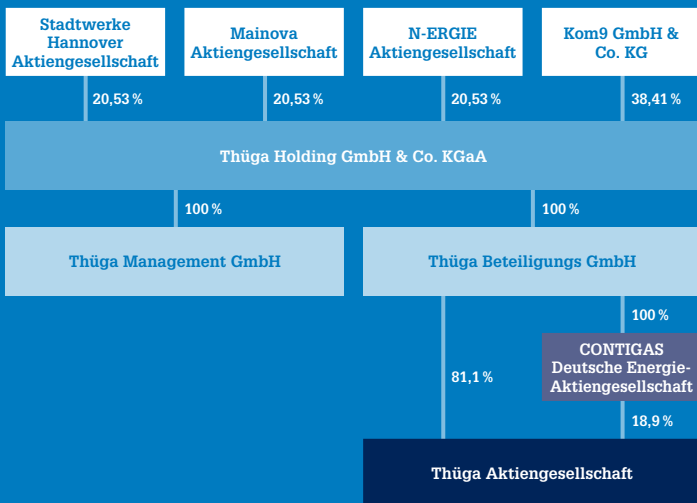 Stadtwerke
Hannover
Aktiengesellschaft
Mainova
Aktiengesellschaft
N-ERGIE
Aktiengesellschaft
Kom9 GmbH &
Co. KG
20,53 %
20,53 %
20,53 %
38,41 %
Thüga Holding GmbH & Co. KGaA
100 %
100 %
Thüga Management GmbH
Thüga Beteiligungs GmbH
100 %
CONTIGAS
Deutsche Energie-
Aktiengesellschaft
81,1 %
18,9 %
Thüga Aktiengesellschaft